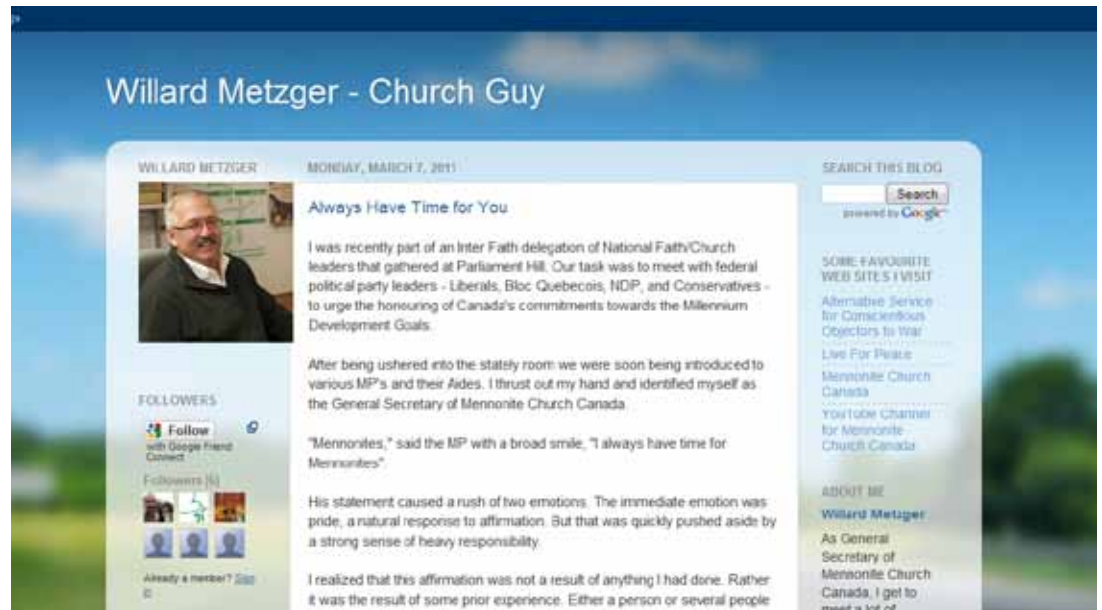 Willard Metzger - Church Guy
WILLARD METZGER
FOLLOWERS
Follow
with Google Friend
Connect
Followers (6)
Already a member? Sign
in
MONDAY, MARCH 7, 2011
Always Have Time for You
I was recently part of an Inter Faith delegation of National Faith/Church
leaders that gathered at Parliament Hill. Our task was to meet with federal
political party leaders - Liberals, Bloc Quebecois, NDP, and Conservatives -
to urge the honouring of Canada's commitments towards the Millennium
Development Goals.
After being ushered into the stately room we were soon being introduced to
various MP's and their Aides. I thrust out my hand and identified myself as
the General Secretary of Mennonite Church Canada.
"Mennonites," said the MP with a broad smile, "I always have time for
Mennonites".
His statement caused a rush of two emotions. The immediate emotion was
pride, a natural response to affirmation. But that was quickly pushed aside by
a strong sense of heavy responsibility.
I realized that this affirmation was not a result of anything I had done. Rather
it was the result of some prior experience. Either a person or several people
SEARCH THIS BLOG
Search
powered by Google
SOME FAVOURITE
WEB SITES I VISIT
Alternative Service
for Conscientious
Objectors to War
Live For Peace
Mennonite Church
Canada
YouTube Channel
for Mennonite
Church Canada
ABOUT ME
Willard Metzger
As General
Secretary of
Mennonite Church
Canada, I get to
meet a lot of